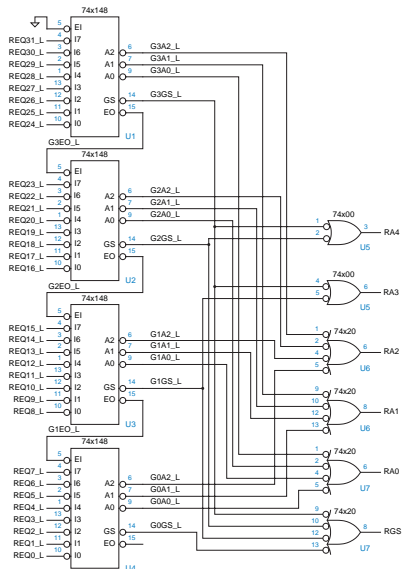 74x148
5 EI
REQ31_L 4 I7
REQ30_L 3 I6 A2 6 G3A2_L
REQ29_L 2 I5 A1 7 G3A1_L
REQ28_L 1 I4 A0 9 G3A0_L
REQ27_L 13 I3
REQ26_L 12 I2 GS 14 G3GS_L
REQ25_L 11 I1 EO 15
REQ24_L 10 I0
U1
G3EO_L
74x148
5 EI
REQ23_L 4 I7
REQ22_L 3 I6 A2 6 G2A2_L
REQ21_L 2 I5 A1 7 G2A1_L
REQ20_L 1 I4 A0 9 G2A0_L
REQ19_L 13 I3
REQ18_L 12 I2 GS 14 G2GS_L
REQ17_L 11 I1 EO 15
REQ16_L 10 I0
U2
G2EO_L
74x148
5 EI
REQ15_L 4 I7
REQ14_L 3 I6 A2 6 G1A2_L
REQ13_L 2 I5 A1 7 G1A1_L
REQ12_L 1 I4 A0 9 G1A0_L
REQ11_L 13 I3
REQ10_L 12 I2 GS 14 G1GS_L
REQ9_L 11 I1 EO 15
REQ8_L 10 I0
U3
G1EO_L
74x148
5 EI
REQ7_L 4 I7
REQ6_L 3 I6 A2 6 G0A2_L
REQ5_L 2 I5 A1 7 G0A1_L
REQ4_L 1 I4 A0 9 G0A0_L
REQ3_L 13 I3
REQ2_L 12 I2 GS 14 G0GS_L
REQ1_L 11 I1 EO 15
REQ0_L 10 I0
U4
74x00
1 2 3 RA4
U5
74x00
4 5 6 RA3
U5
74x20
1 2 4 5 6 RA2
U6
74x20
9 10 12 13 8 RA1
U6
74x20
1 2 4 5 6 RA0
U7
74x20
9 10 12 13 8 RGS
U7